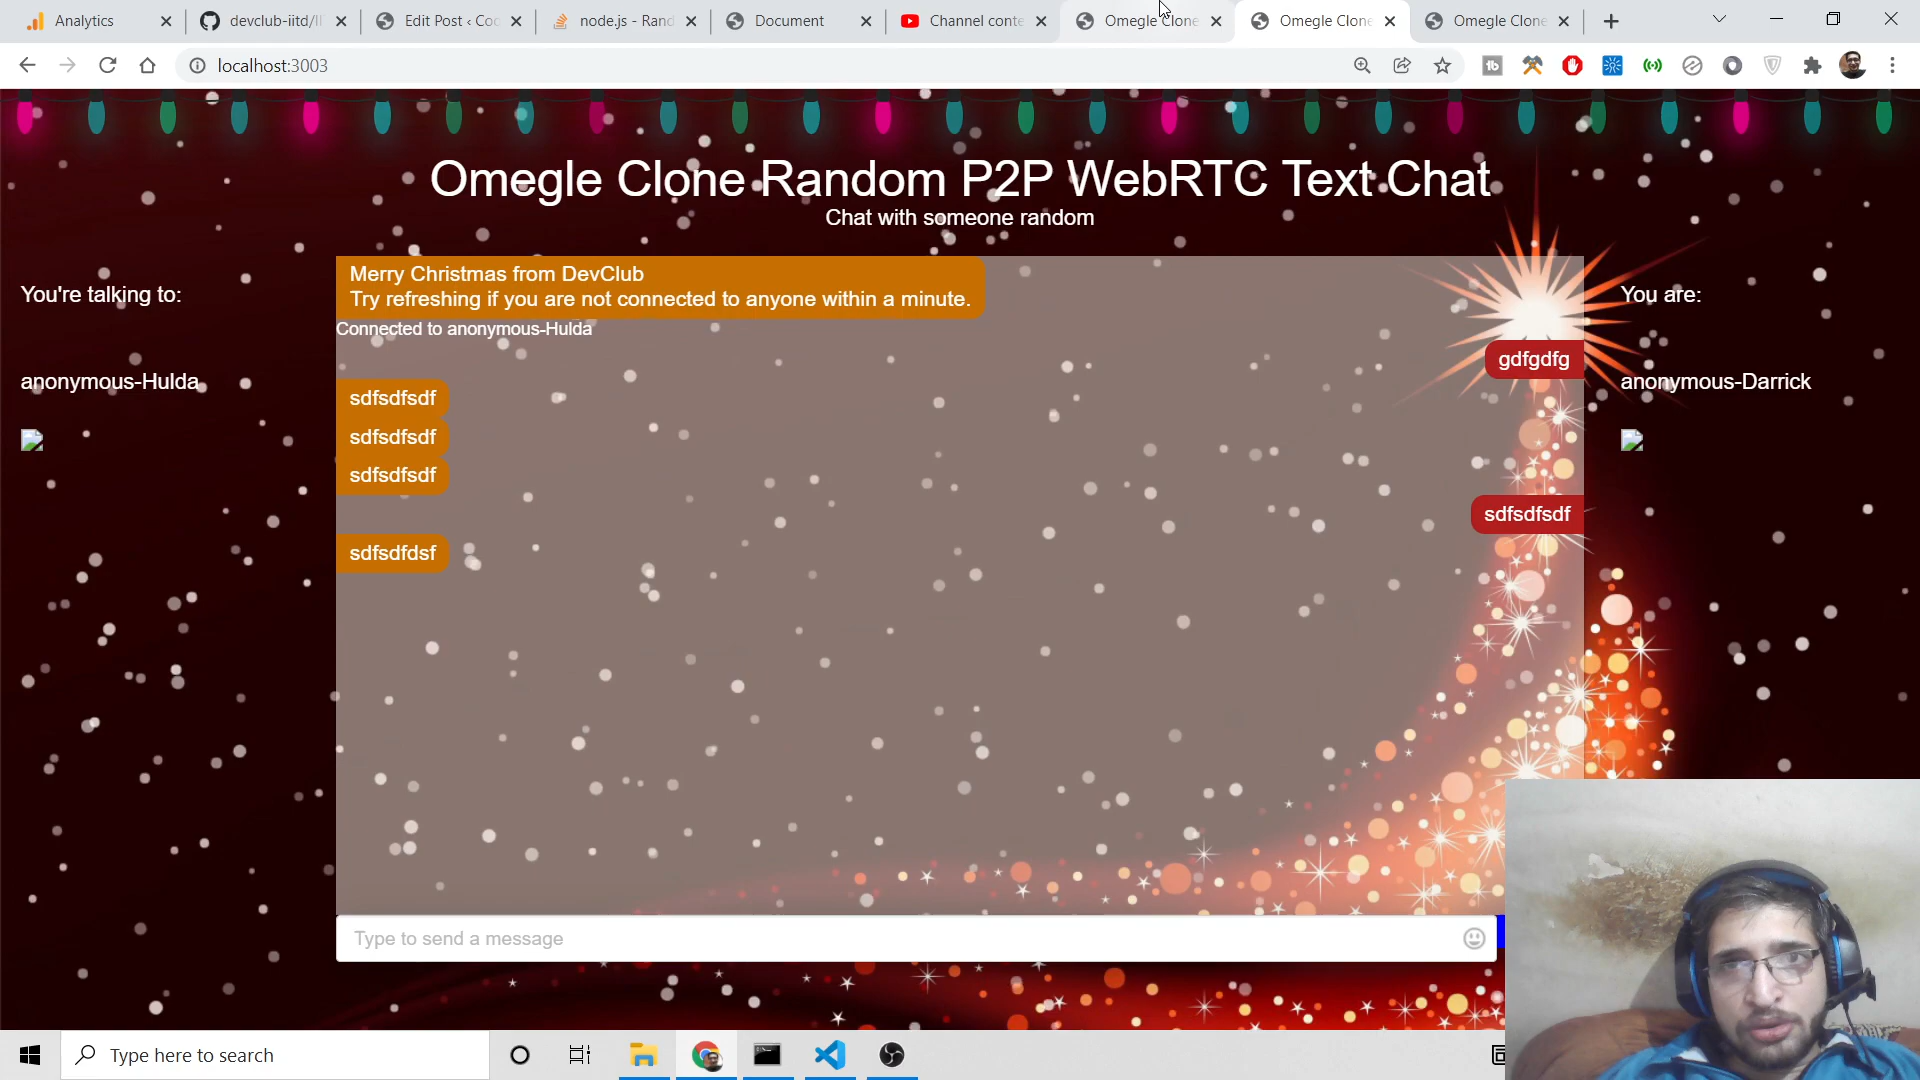 Analytics
devclub-iitd/II
Edit Post ‹ Coc
node.js - Rand
Document
Channel conte
Omegle Clone
Omegle Clone
Omegle Clone
localhost:3003
Omegle Clone Random P2P WebRTC Text Chat
Chat with someone random
You're talking to:
anonymous-Hulda
Merry Christmas from DevClub
Try refreshing if you are not connected to anyone within a minute.
Connected to anonymous-Hulda
gdfgdfg
sdfsdfsdf
sdfsdfsdf
sdfsdfsdf
sdfsdfsdf
sdfsdfdsf
You are:
anonymous-Darrick
Type to send a message
Type here to search